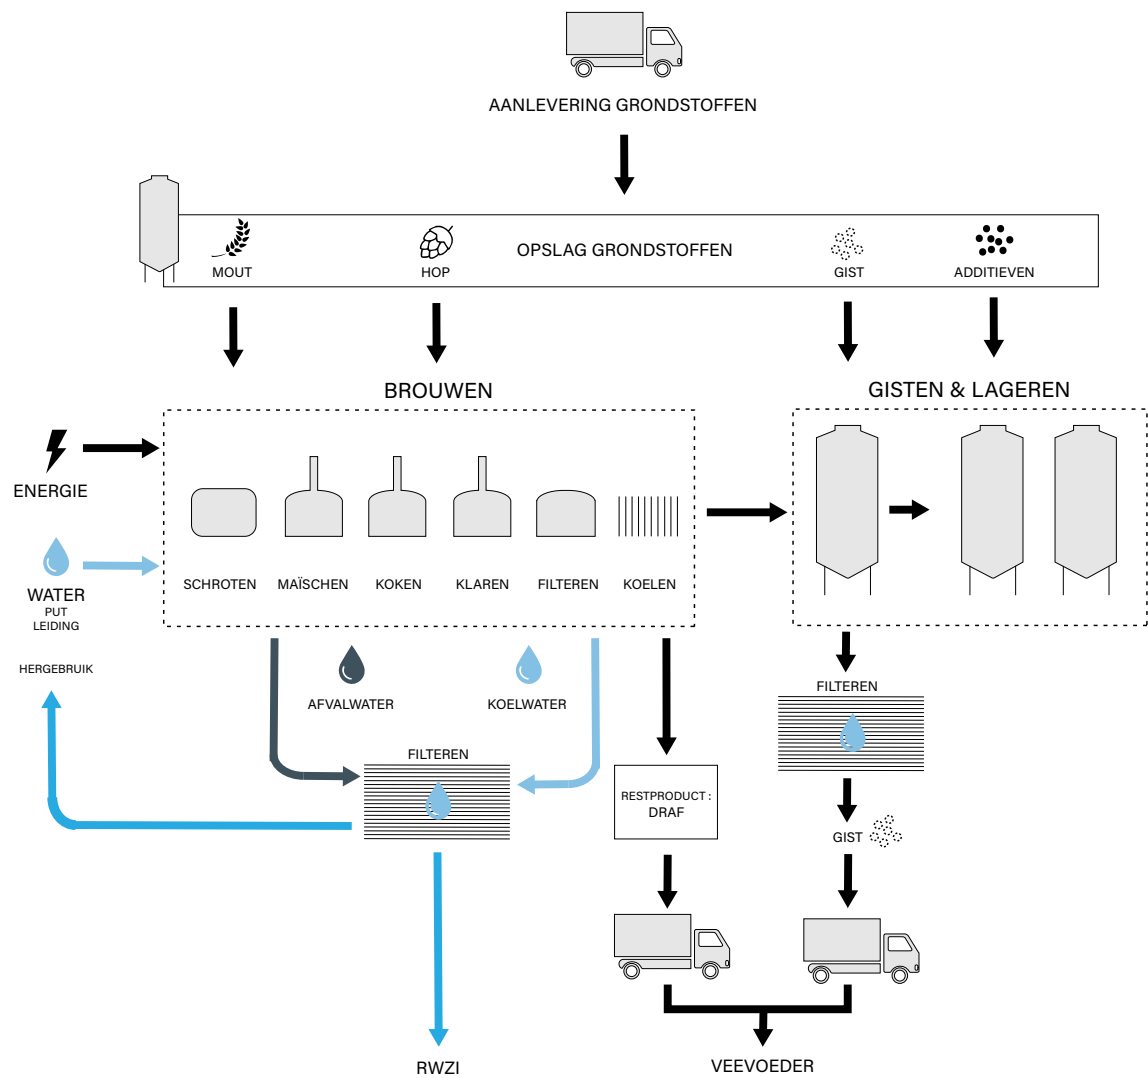 AANLEVERING GRONDSTOFFEN
OPSLAG GRONDSTOFFEN
MOUT
HOP
GIST
ADDITIEVEN
BROUWEN
GISTEN & LAGEREN
ENERGIE
WATER
PUT
LEIDING
HERGEBRUIK
SCHROTEN
MAÏSCHEN
KOKEN
KLAREN
FILTEREN
KOELEN
AFVALWATER
KOELWATER
FILTEREN
FILTEREN
RESTPRODUCT :
DRAF
GIST
RWZI
VEEVOEDER